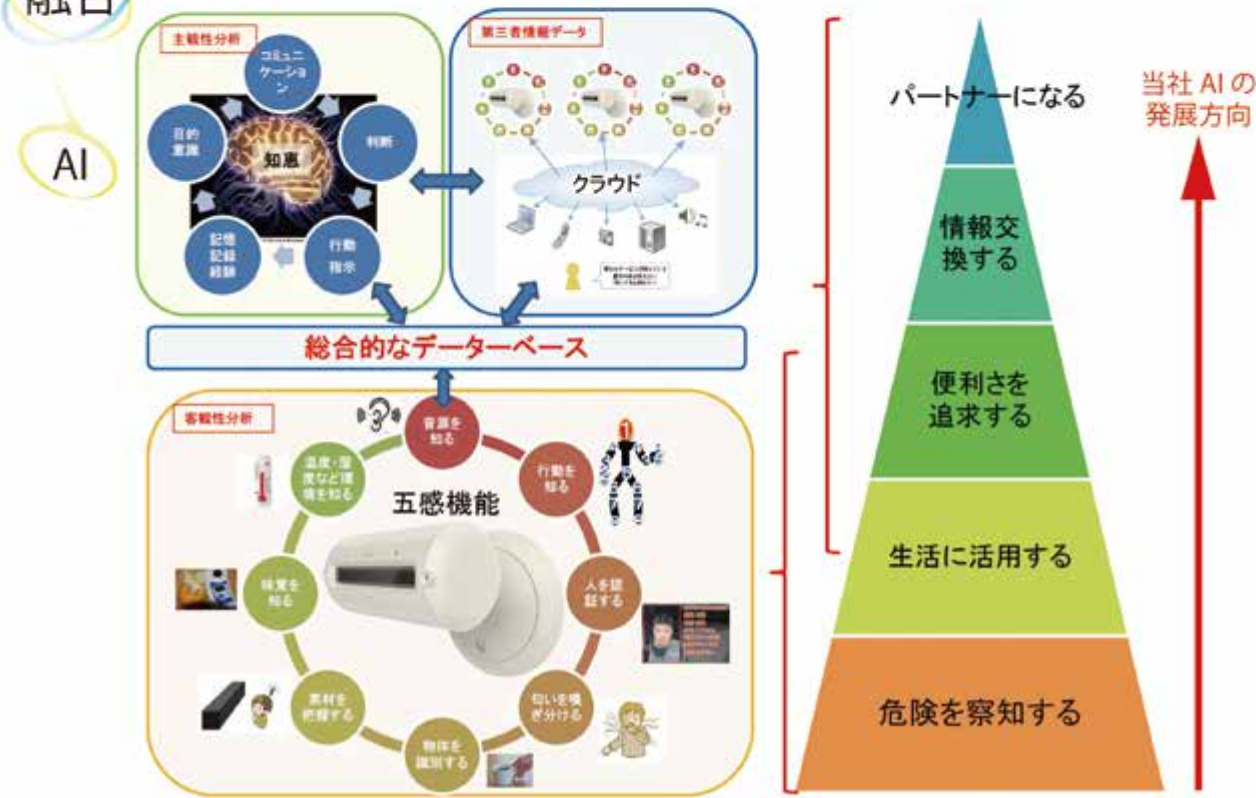 融合
AI
主観性分析
コミュニ
ケーショ
ン
目的
意識
知恵
判断
記憶
記録
経験
行動
指示
第三者情報データ
クラウド
総合的なデーターベース
客観性分析
音源を
知る
温度・湿
度など環
境を知る
行動を
知る
五感機能
味覚を
知る
人を認
証する
素材を
把握する
匂いを嗅
ぎ分ける
物体を
識別する
パートナーになる
情報交
換する
便利さを
追求する
生活に活用する
危険を察知する
当社 AI の
発展方向